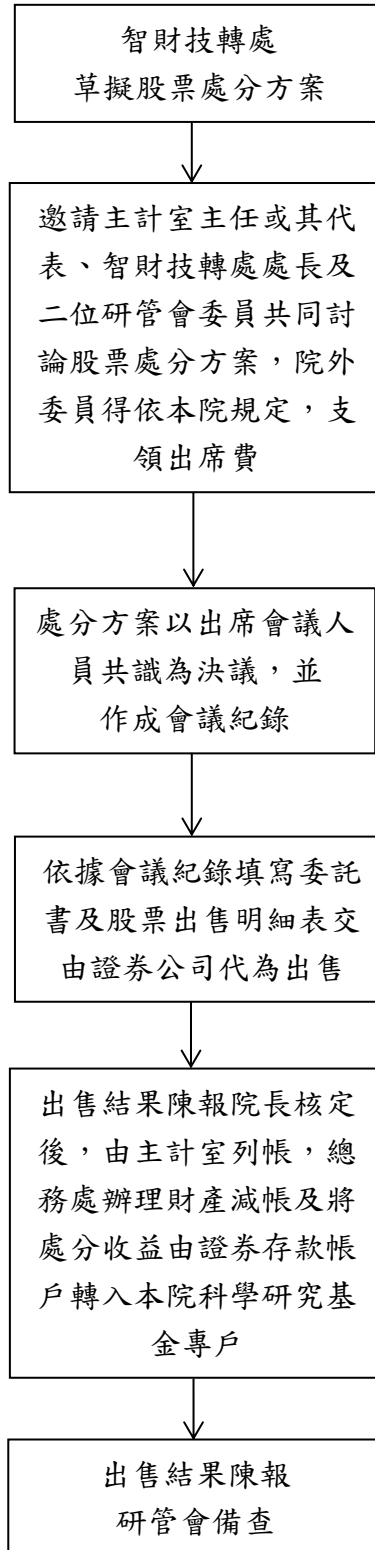 智財技轉處
草擬股票處分方案
邀請主計室主任或其代
表、智財技轉處處長及
二位研管會委員共同討
論股票處分方案，院外
委員得依本院規定，支
領出席費
處分方案以出席會議人
員共識為決議，並
作成會議紀錄
依據會議紀錄填寫委託
書及股票出售明細表交
由證券公司代為出售
出售結果陳報院長核定
後，由主計室列帳，總
務處辦理財產減帳及將
處分收益由證券存款帳
戶轉入本院科學研究基
金專戶
出售結果陳報
研管會備查